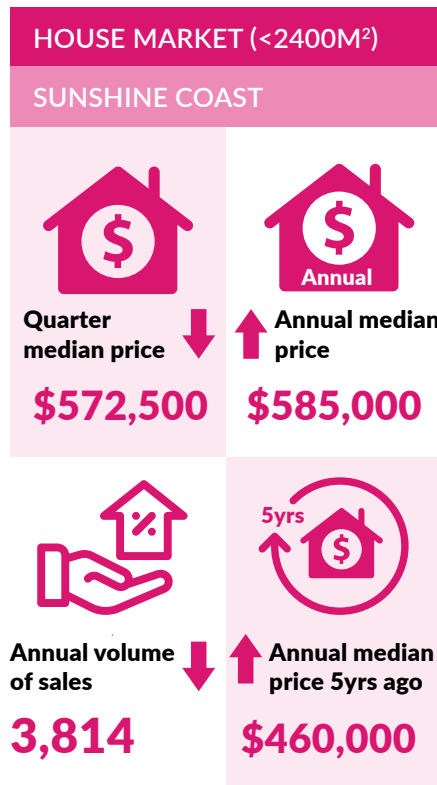 HOUSE MARKET (<2400M²)
SUNSHINE COAST
$
Quarter
median price
$572,500
$
Annual
Annual median
price
$585,000
%
Annual volume
of sales
3,814
5yrs
$
Annual median
price 5yrs ago
$460,000